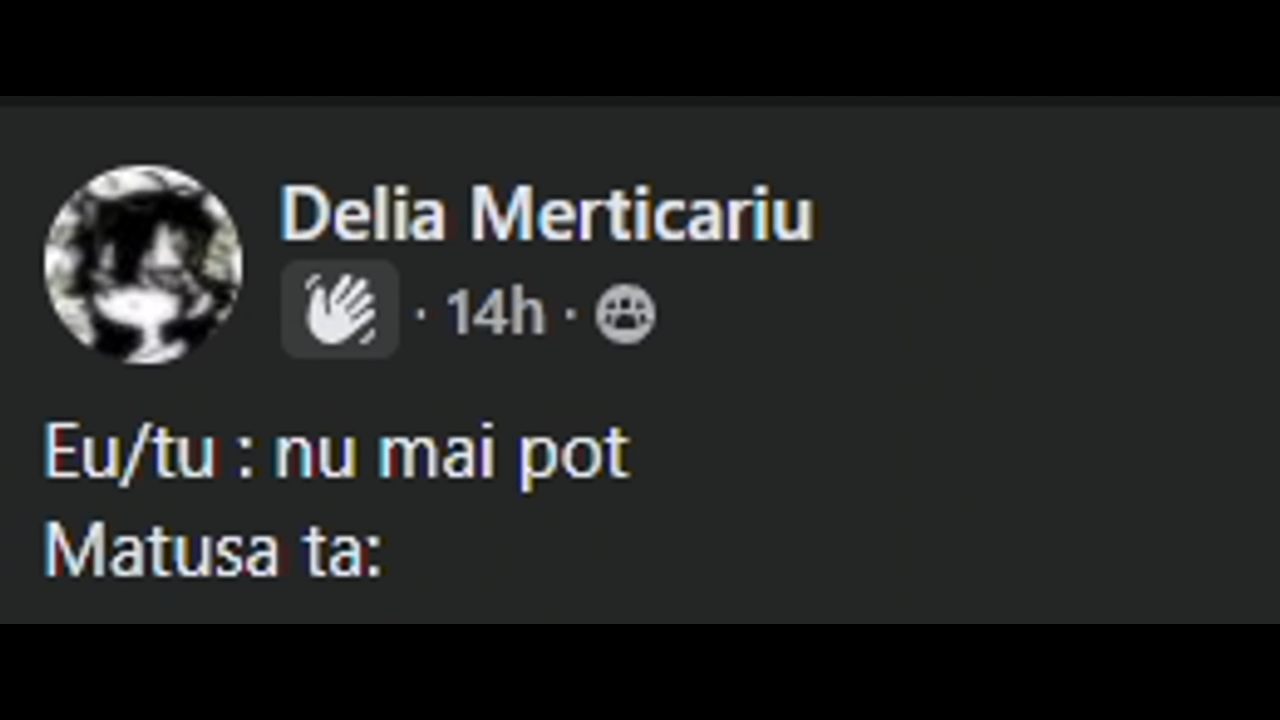 Delia Merticariu
· 14h ·
Eu/tu : nu mai pot
Matusa ta: